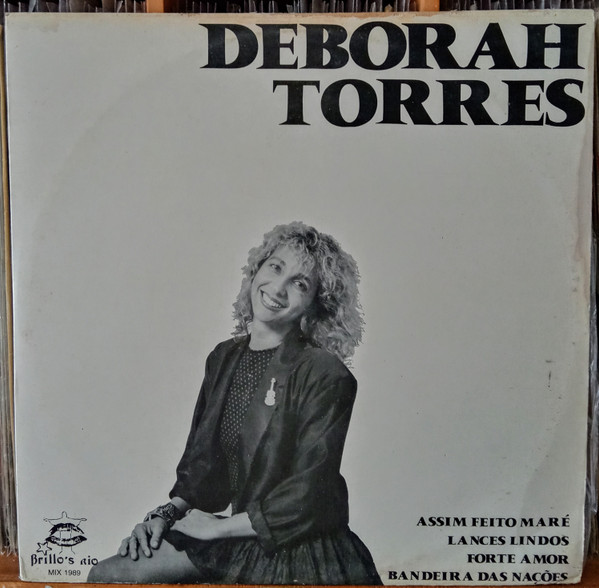 DEBORAH
TORRES
ASSIM FEITO MARÉ
LANCES LINDOS
FORTE AMOR
BANDEIRA DAS NAÇÕES
Brillo's Rio
MIX 1989